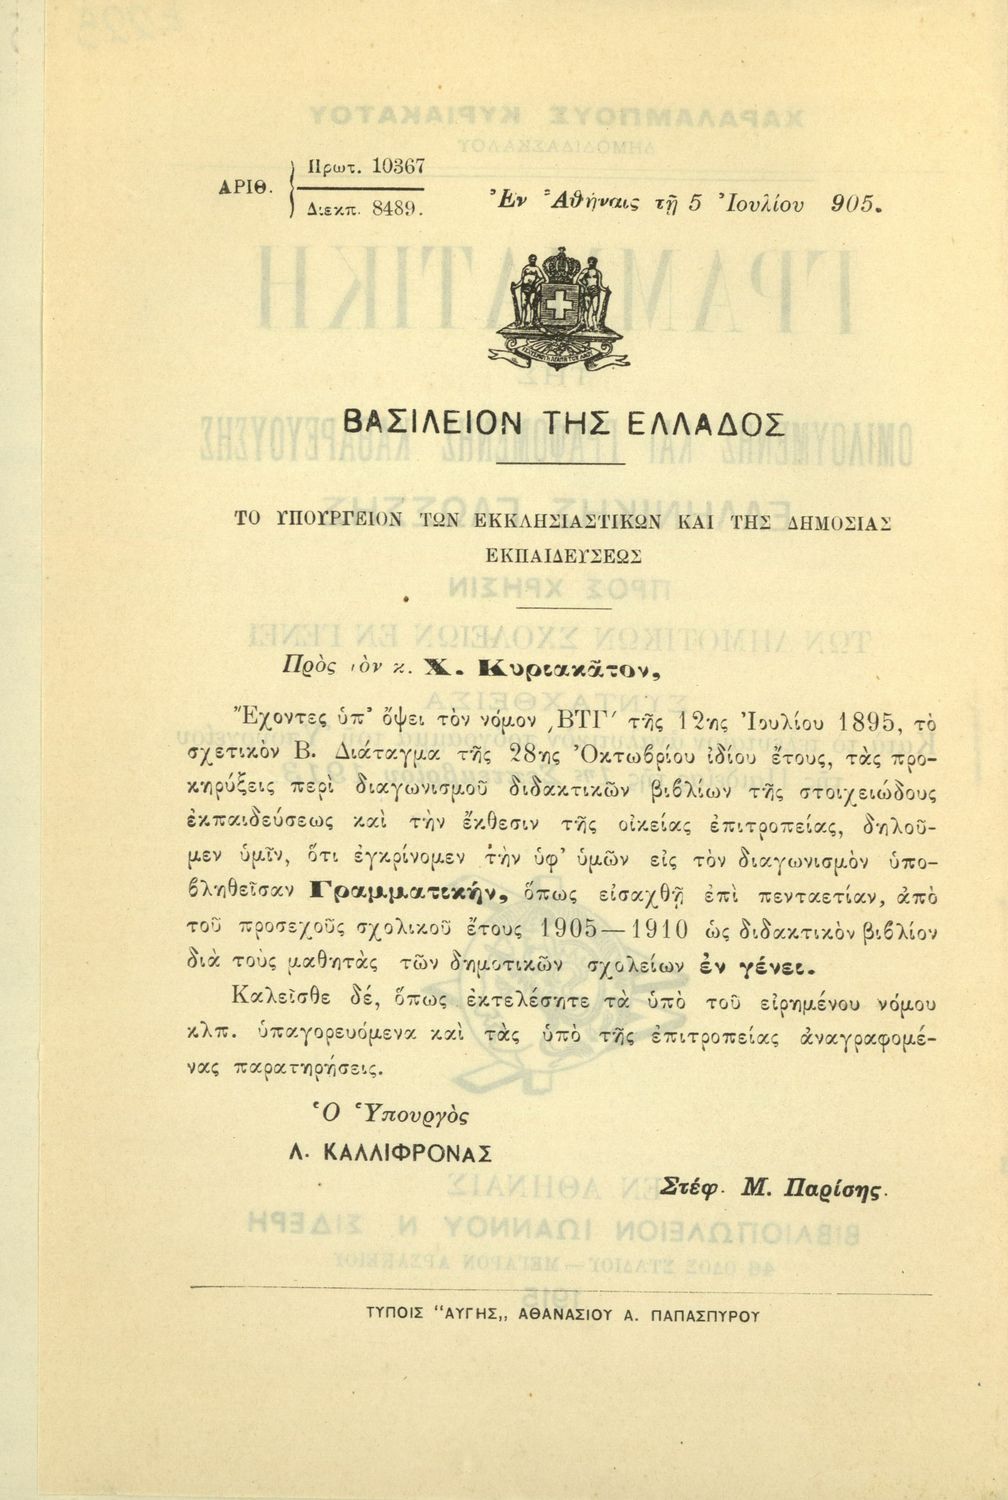 ΑΡΙΘ. Πρωτ. 10367
Διεκπ. 8489.
Ἐν Ἀθήναις τῇ 5 Ἰουλίου 905.
ΒΑΣΙΛΕΙΟΝ ΤΗΣ ΕΛΛΑΔΟΣ
ΤΟ ΥΠΟΥΡΓΕΙΟΝ ΤΩΝ ΕΚΚΛΗΣΙΑΣΤΙΚΩΝ ΚΑΙ ΤΗΣ ΔΗΜΟΣΙΑΣ
ΕΚΠΑΙΔΕΥΣΕΩΣ
Πρὸς τὸν κ. Χ. Κυριακᾶτον,
Ἔχοντες ὑπ' ὄψει τὸν νόμον ͵ΒΤΓ' τῆς 12ης Ἰουλίου 1895, τὸ
σχετικὸν Β. Διάταγμα τῆς 28ης Ὀκτωβρίου ἰδίου ἔτους, τὰς προ-
κηρύξεις περὶ διαγωνισμοῦ διδακτικῶν βιβλίων τῆς στοιχειώδους
ἐκπαιδεύσεως καὶ τὴν ἔκθεσιν τῆς οἰκείας ἐπιτροπείας, δηλοῦ-
μεν ὑμῖν, ὅτι ἐγκρίνομεν τὴν ὑφ' ὑμῶν εἰς τὸν διαγωνισμὸν ὑπο-
βληθεῖσαν Γραμματικήν, ὅπως εἰσαχθῇ ἐπὶ πενταετίαν, ἀπὸ
τοῦ προσεχοῦς σχολικοῦ ἔτους 1905—1910 ὡς διδακτικὸν βιβλίον
διὰ τοὺς μαθητὰς τῶν δημοτικῶν σχολείων ἐν γένει.
Καλεῖσθε δέ, ὅπως ἐκτελέσητε τὰ ὑπὸ τοῦ εἰρημένου νόμου
κλπ. ὑπαγορευόμενα καὶ τὰς ὑπὸ τῆς ἐπιτροπείας ἀναγραφομέ-
νας παρατηρήσεις.
Ὁ Ὑπουργὸς
Λ. ΚΑΛΛΙΦΡΟΝΑΣ
Στέφ. Μ. Παρίσης.
ΤΥΠΟΙΣ "ΑΥΓΗΣ,, ΑΘΑΝΑΣΙΟΥ Α. ΠΑΠΑΣΠΥΡΟΥ